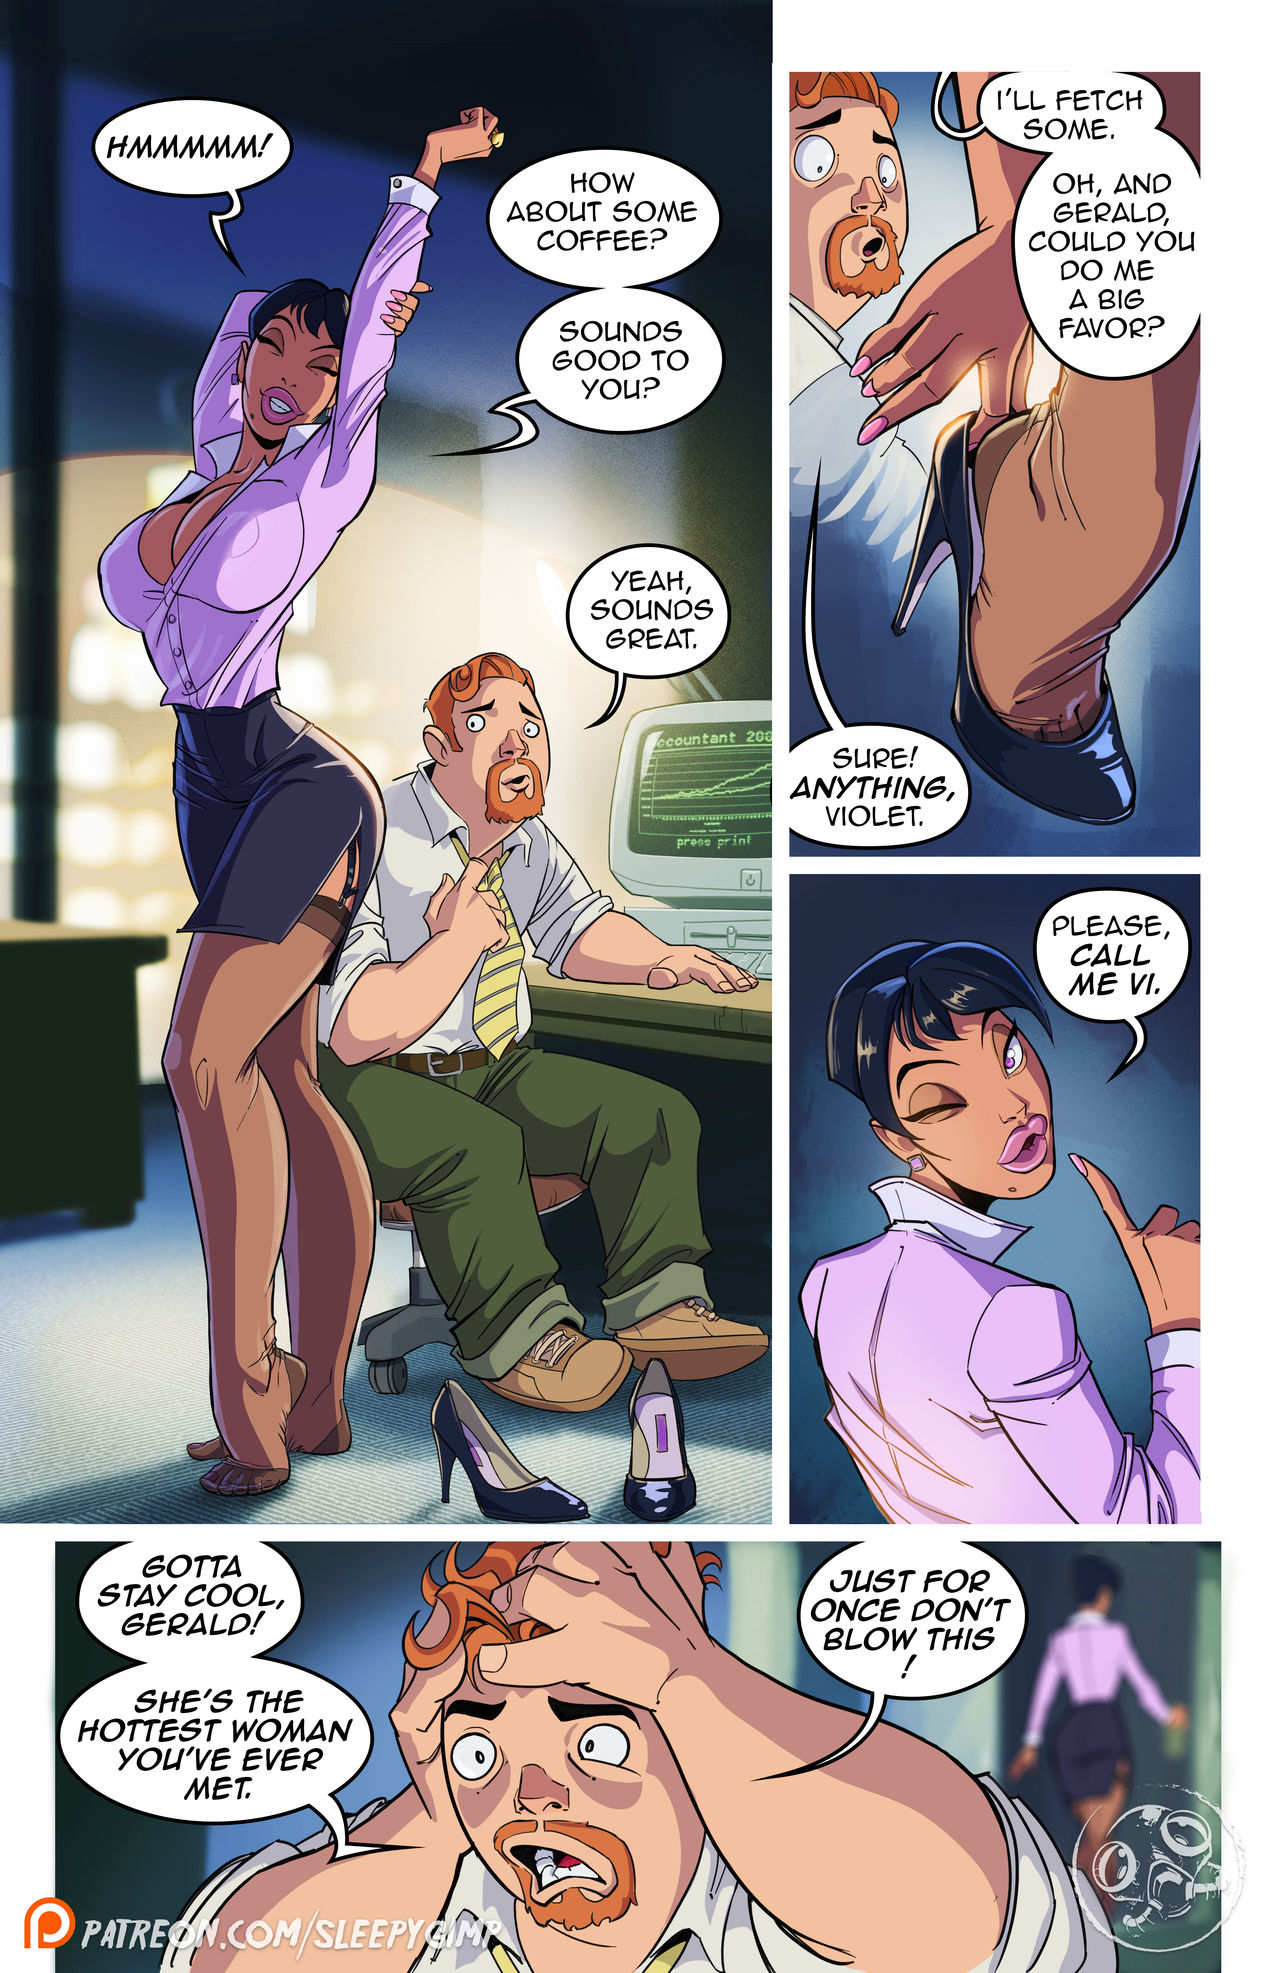 HMMMMM!
HOW
ABOUT SOME
COFFEE?
SOUNDS
GOOD TO
YOU?
YEAH,
SOUNDS
GREAT.
ccountant 200
press print
I'LL FETCH
SOME.
OH, AND
GERALD,
COULD YOU
DO ME
A BIG
FAVOR?
SURE!
ANYTHING,
VIOLET.
PLEASE,
CALL
ME VI.
GOTTA
STAY COOL,
GERALD!
SHE'S THE
HOTTEST WOMAN
YOU'VE EVER
MET.
JUST FOR
ONCE DON'T
BLOW THIS
!
PATREON.COM/SLEEPYGIMP